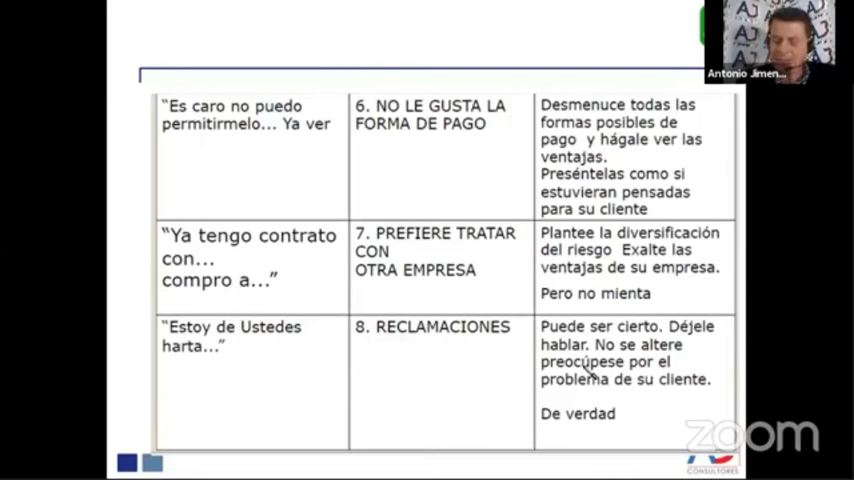 AJ
Antonio Jimen...
"Es caro no puedo
permitirmelo... Ya ver
6. NO LE GUSTA LA
FORMA DE PAGO
Desmenuce todas las
formas posibles de
pago y hágale ver las
ventajas.
Preséntelas como si
estuvieran pensadas
para su cliente
"Ya tengo contrato
con...
compro a..."
7. PREFIERE TRATAR
CON
OTRA EMPRESA
Plantee la diversificación
del riesgo Exalte las
ventajas de su empresa.
Pero no mienta
"Estoy de Ustedes
harta..."
8. RECLAMACIONES
Puede ser cierto. Déjele
hablar. No se altere
preocúpese por el
problema de su cliente.
De verdad
zoom
CONSULTORES